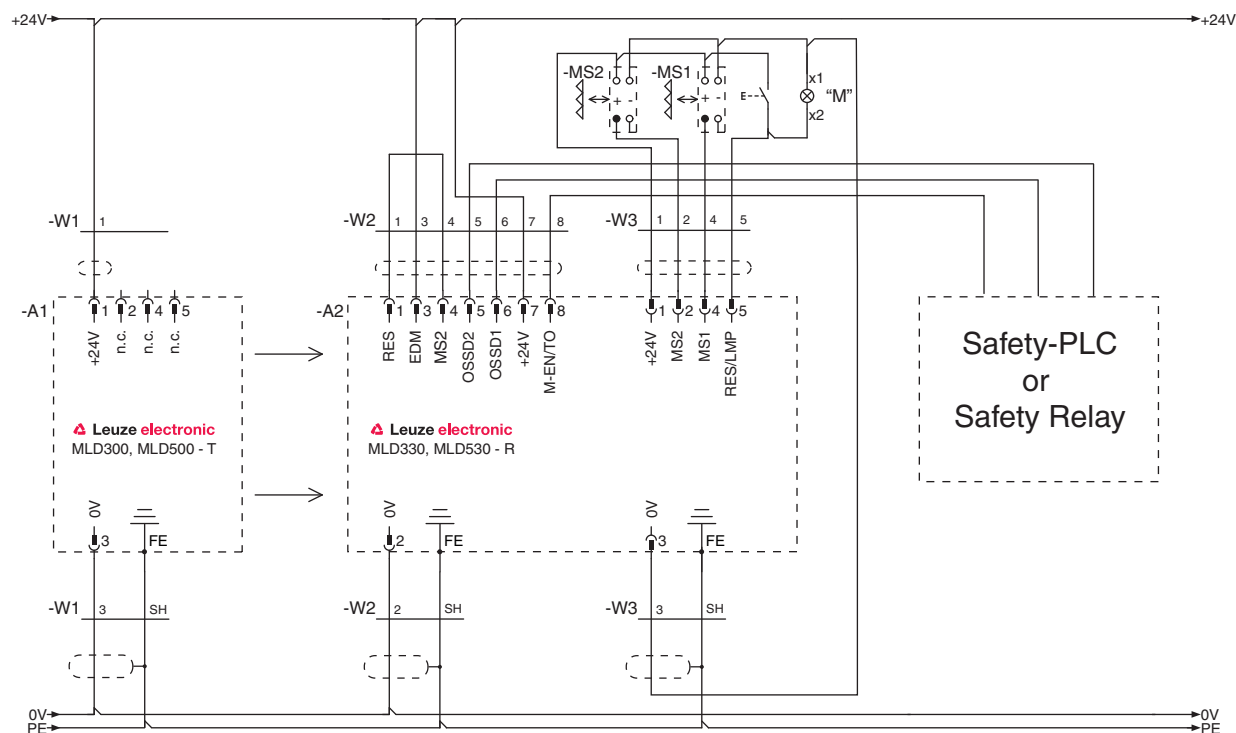 +24V +24V
-MS2 -MS1 x1
+ - + - E "M"
x2
-W1 1 -W2 1 3 4 5 6 7 8 -W3 1 2 4 5
-A1 1 2 4 5 -A2 1 3 4 5 6 7 8 1 2 4 5
+24V n.c. n.c. n.c. RES EDM MS2 OSSD2 OSSD1 +24V M-EN/TO +24V MS2 MS1 RES/LMP
Safety-PLC
or
Safety Relay
Leuze electronic Leuze electronic
MLD300, MLD500 - T MLD330, MLD530 - R
0V 0V 0V
3 FE 2 FE 3 FE
-W1 3 SH -W2 2 SH -W3 3 SH
0V 0V
PE PE